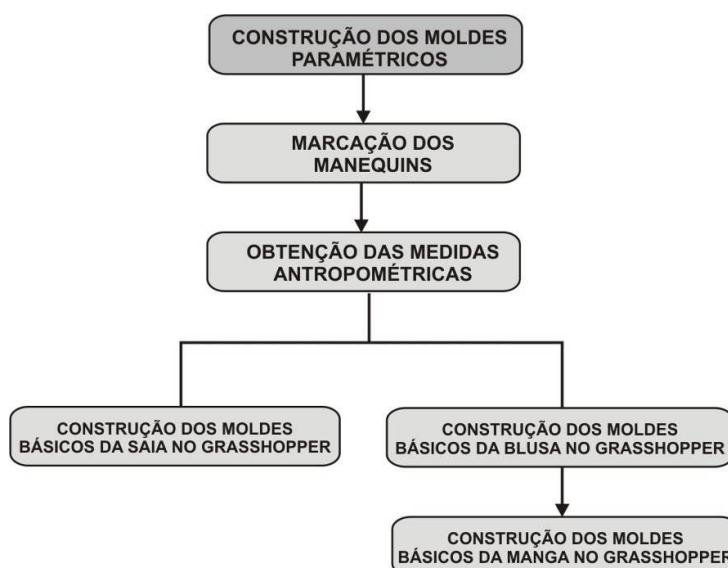 CONSTRUÇÃO DOS MOLDES
PARAMÉTRICOS
MARCAÇÃO DOS
MANEQUINS
OBTENÇÃO DAS MEDIDAS
ANTROPOMÉTRICAS
CONSTRUÇÃO DOS MOLDES
BÁSICOS DA SAIA NO GRASSHOPPER
CONSTRUÇÃO DOS MOLDES
BÁSICOS DA BLUSA NO GRASSHOPPER
CONSTRUÇÃO DOS MOLDES
BÁSICOS DA MANGA NO GRASSHOPPER